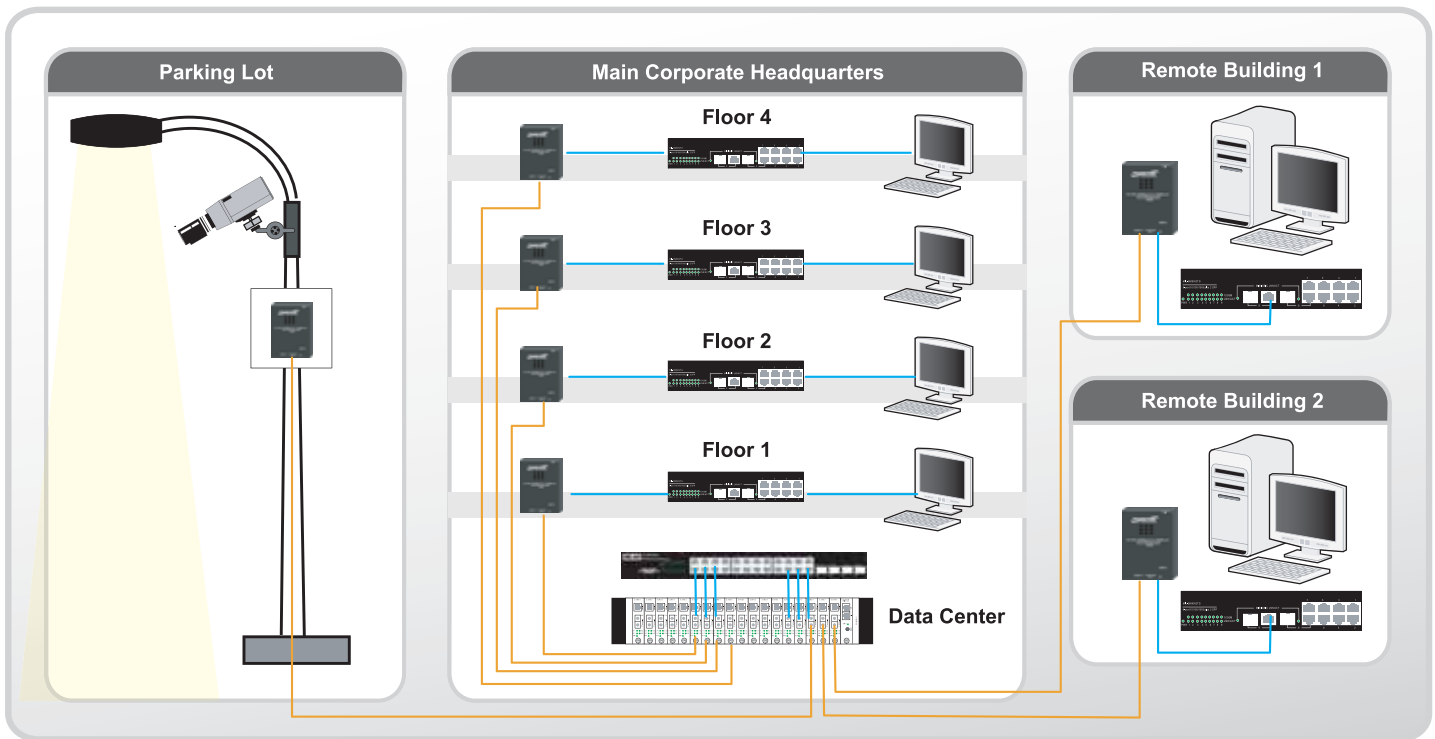 Parking Lot
Main Corporate Headquarters
Floor 4
Floor 3
Floor 2
Floor 1
Data Center
Remote Building 1
Remote Building 2